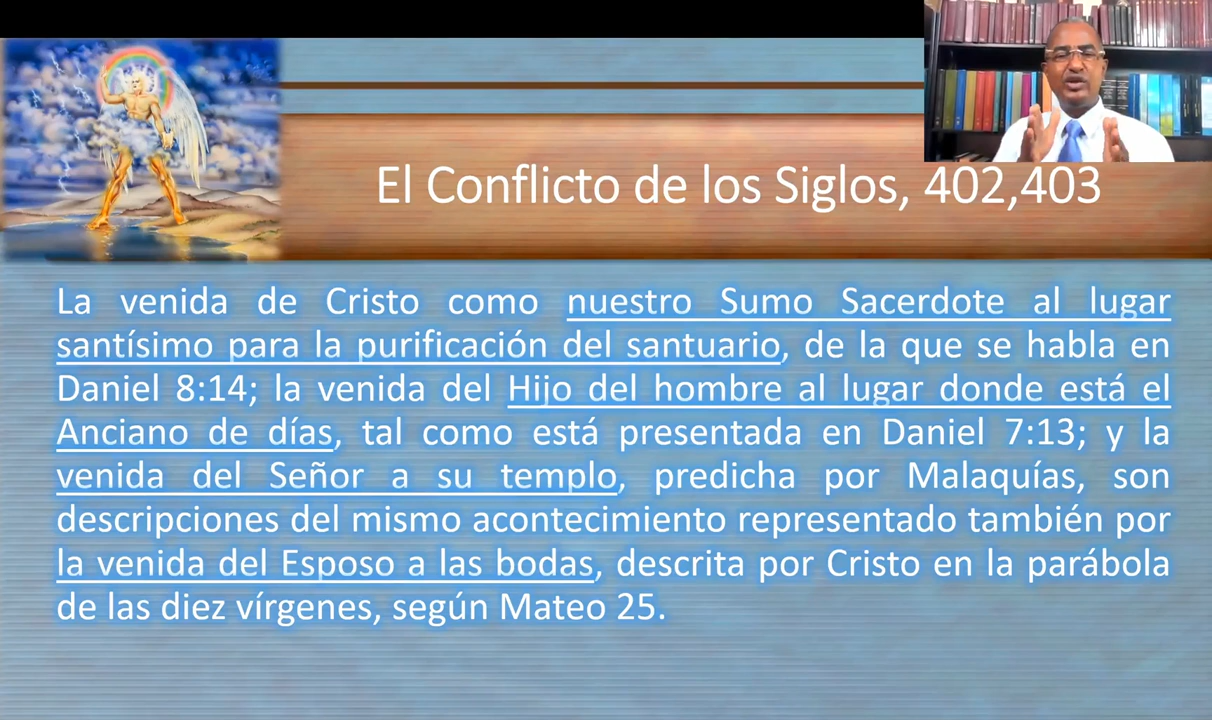 El Conflicto de los Siglos, 402,403
La venida de Cristo como nuestro Sumo Sacerdote al lugar
santísimo para la purificación del santuario, de la que se habla en
Daniel 8:14; la venida del Hijo del hombre al lugar donde está el
Anciano de días, tal como está presentada en Daniel 7:13; y la
venida del Señor a su templo, predicha por Malaquías, son
descripciones del mismo acontecimiento representado también por
la venida del Esposo a las bodas, descrita por Cristo en la parábola
de las diez vírgenes, según Mateo 25.